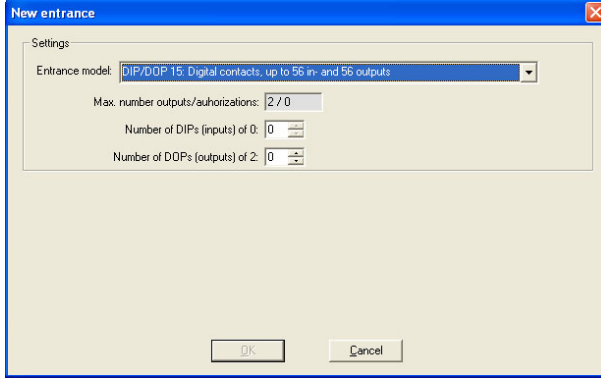 New entrance
Settings
Entrance model: DIP/DOP 15: Digital contacts, up to 56 in- and 56 outputs
Max. number outputs/auhorizations: 2 / 0
Number of DIPs (inputs) of 0: 0
Number of DOPs (outputs) of 2: 0
OK Cancel